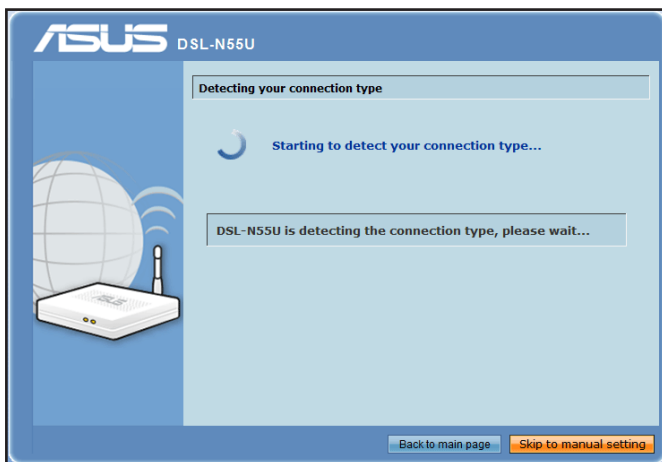 ASUS DSL-N55U
Detecting your connection type
Starting to detect your connection type...
DSL-N55U is detecting the connection type, please wait...
ASUS
Back to main page Skip to manual setting